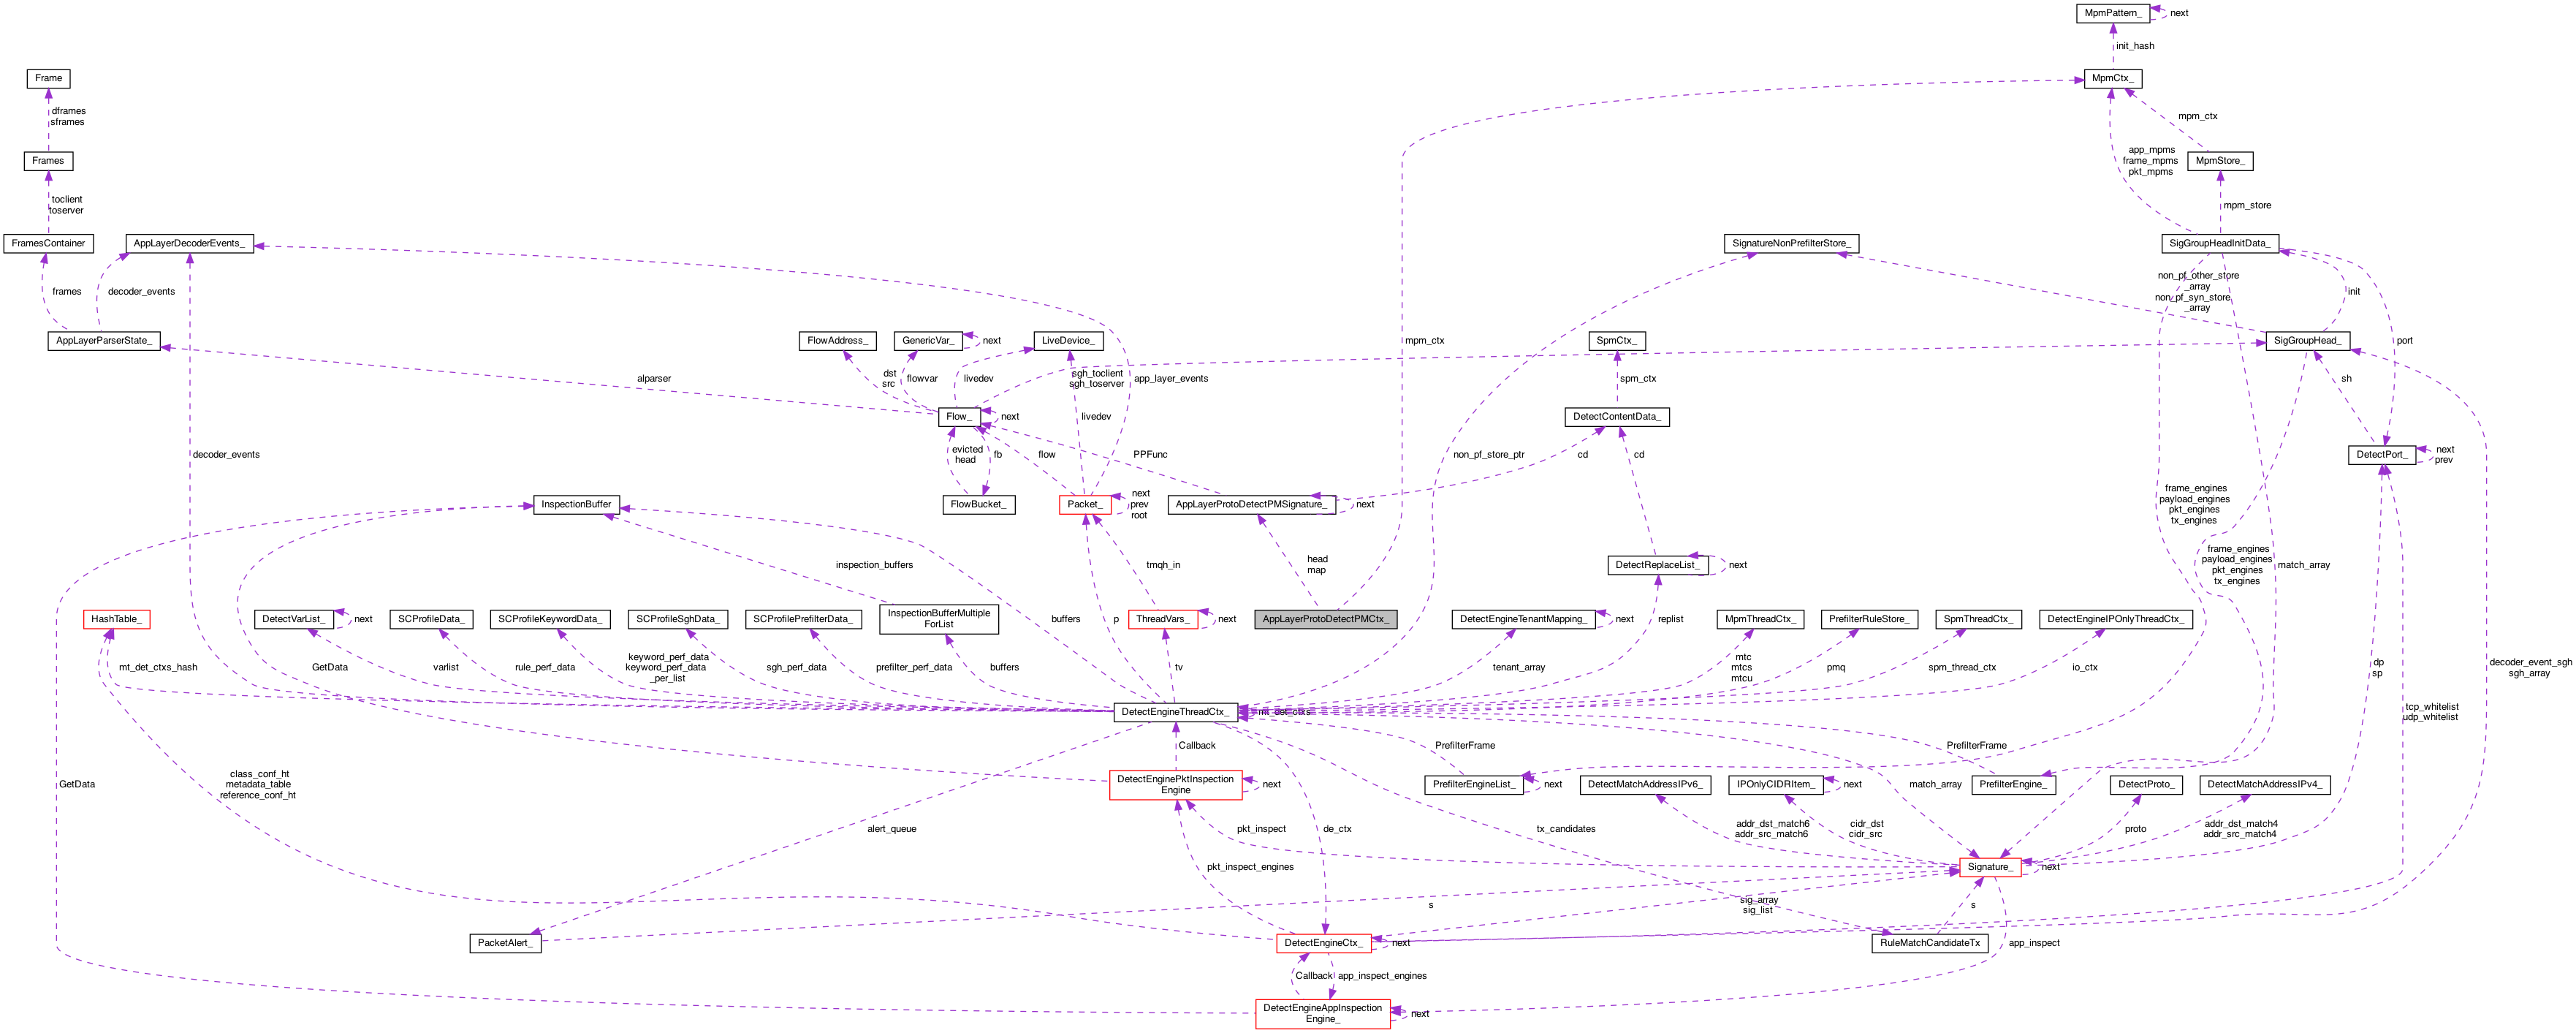 MpmPattern_
next
init_hash
Frame
MpmCtx_
dframes
sframes
mpm_ctx
app_mpms
frame_mpms
pkt_mpms
Frames
MpmStore_
toclient
toserver
mpm_store
FramesContainer
AppLayerDecoderEvents_
SignatureNonPrefilterStore_
SigGroupHeadInitData_
frames
decoder_events
non_pf_other_store
_array
non_pf_syn_store
_array
init
AppLayerParserState_
FlowAddress_
GenericVar_
next
LiveDevice_
mpm_ctx
SpmCtx_
SigGroupHead_
port
alparser
dst
src
flowvar
livedev
sgh_toclient
sgh_toserver
app_layer_events
spm_ctx
sh
Flow_
next
livedev
DetectContentData_
decoder_events
evicted
head
fb
flow
PPFunc
non_pf_store_ptr
cd
cd
DetectPort_
next
prev
InspectionBuffer
FlowBucket_
Packet_
next
prev
root
AppLayerProtoDetectPMSignature_
next
frame_engines
payload_engines
pkt_engines
tx_engines
inspection_buffers
tmqh_in
head
map
DetectReplaceList_
next
frame_engines
payload_engines
pkt_engines
tx_engines
match_array
HashTable_
DetectVarList_
next
SCProfileData_
SCProfileKeywordData_
SCProfileSghData_
SCProfilePrefilterData_
InspectionBufferMultiple
ForList
buffers
p
ThreadVars_
next
AppLayerProtoDetectPMCtx_
DetectEngineTenantMapping_
next
replist
MpmThreadCtx_
PrefilterRuleStore_
SpmThreadCtx_
DetectEngineIPOnlyThreadCtx_
mt_det_ctxs_hash
GetData
varlist
rule_perf_data
keyword_perf_data
keyword_perf_data
_per_list
sgh_perf_data
prefilter_perf_data
buffers
tv
tenant_array
mtc
mtcs
mtcu
pmq
spm_thread_ctx
io_ctx
dp
sp
decoder_event_sgh
sgh_array
DetectEngineThreadCtx_
mt_det_ctxs
tcp_whitelist
udp_whitelist
Callback
PrefilterFrame
PrefilterFrame
GetData
class_conf_ht
metadata_table
reference_conf_ht
DetectEnginePktInspection
Engine
next
PrefilterEngineList_
next
DetectMatchAddressIPv6_
IPOnlyCIDRItem_
next
match_array
PrefilterEngine_
DetectProto_
DetectMatchAddressIPv4_
alert_queue
pkt_inspect
de_ctx
tx_candidates
addr_dst_match6
addr_src_match6
cidr_dst
cidr_src
proto
addr_dst_match4
addr_src_match4
pkt_inspect_engines
Signature_
next
s
sig_array
sig_list
s
PacketAlert_
DetectEngineCtx_
next
RuleMatchCandidateTx
app_inspect
Callback
app_inspect_engines
DetectEngineAppInspection
Engine_
next